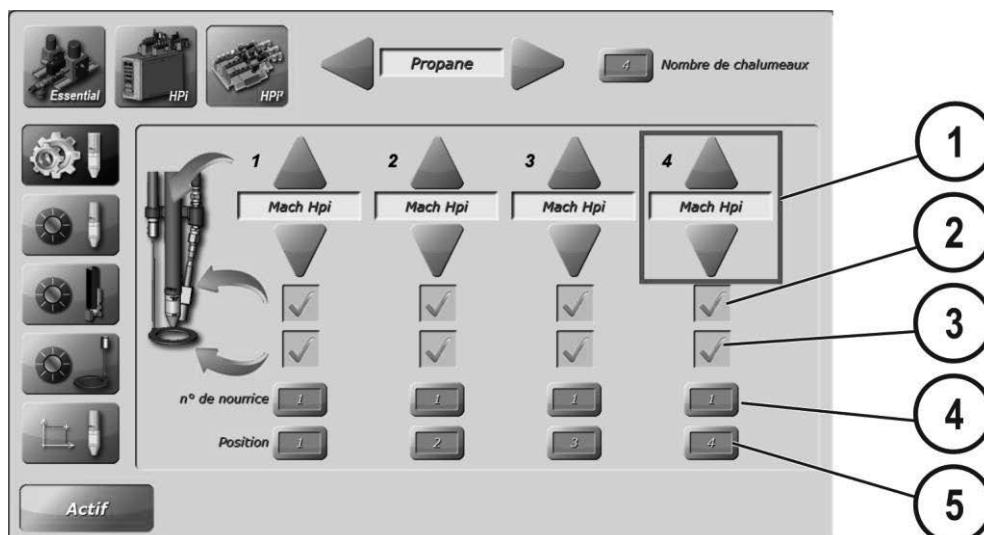 Essential
HPi
HPi²
Propane
4
Nombre de chalumeaux
1
2
3
4
Mach Hpi
Mach Hpi
Mach Hpi
Mach Hpi
n° de nourrice
1
1
1
1
Position
1
2
3
4
Actif
1
2
3
4
5